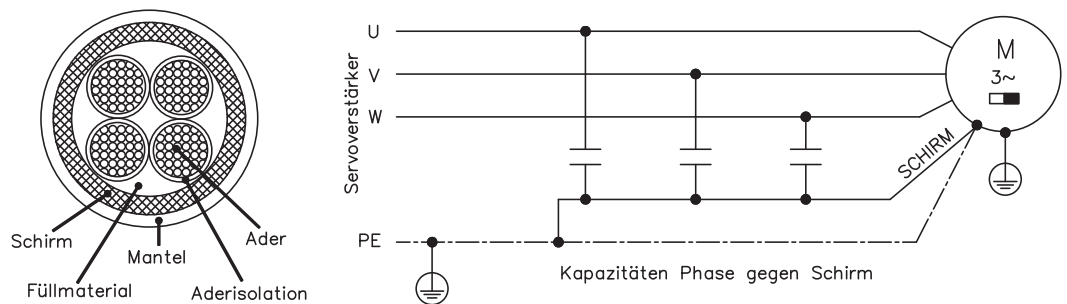 Schirm
Füllmaterial
Mantel
Ader
Aderisolation
Servoverstärker
U
V
W
PE
M
3~
SCHIRM
Kapazitäten Phase gegen Schirm